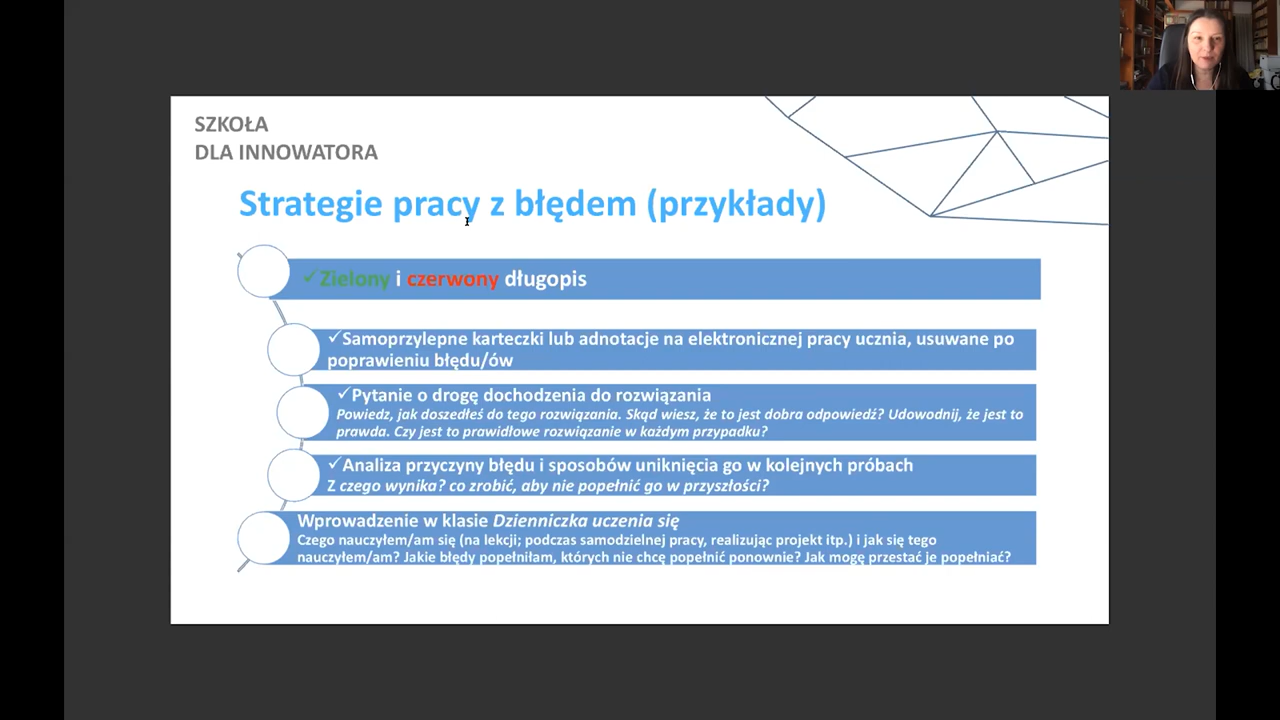 SZKOŁA
DLA INNOWATORA
Strategie pracy z błędem (przykłady)
✓Zielony i czerwony długopis
✓Samoprzylepne karteczki lub adnotacje na elektronicznej pracy ucznia, usuwane po
poprawieniu błędu/ów
✓Pytanie o drogę dochodzenia do rozwiązania
Powiedz, jak doszedłeś do tego rozwiązania. Skąd wiesz, że to jest dobra odpowiedź? Udowodnij, że jest to
prawda. Czy jest to prawidłowe rozwiązanie w każdym przypadku?
✓Analiza przyczyny błędu i sposobów uniknięcia go w kolejnych próbach
Z czego wynika? co zrobić, aby nie popełnić go w przyszłości?
Wprowadzenie w klasie Dzienniczka uczenia się
Czego nauczyłem/am się (na lekcji; podczas samodzielnej pracy, realizując projekt itp.) i jak się tego
nauczyłem/am? Jakie błędy popełniłam, których nie chcę popełnić ponownie? Jak mogę przestać je popełniać?